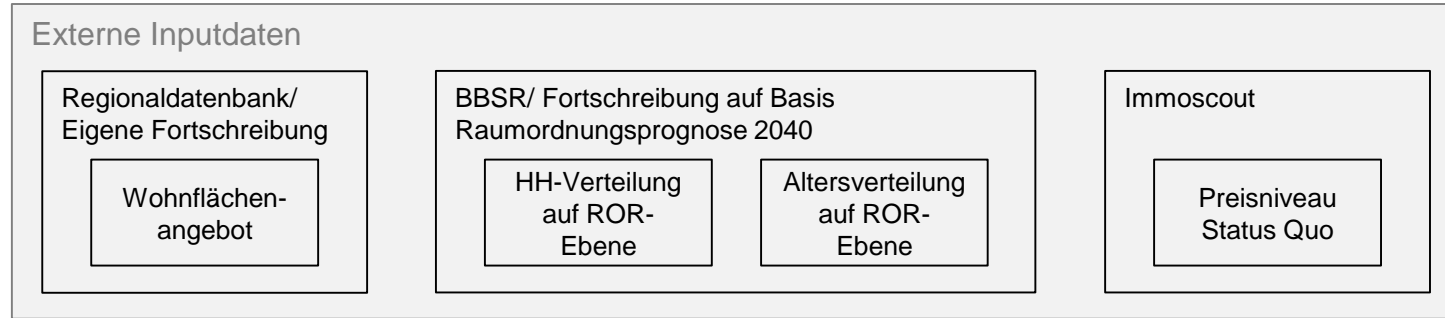 Externe Inputdaten
Regionaldatenbank/
Eigene Fortschreibung
Wohnflächen-
angebot
BBSR/ Fortschreibung auf Basis
Raumordnungsprognose 2040
HH-Verteilung
auf ROR-
Ebene
Altersverteilung
auf ROR-
Ebene
Immoscout
Preisniveau
Status Quo